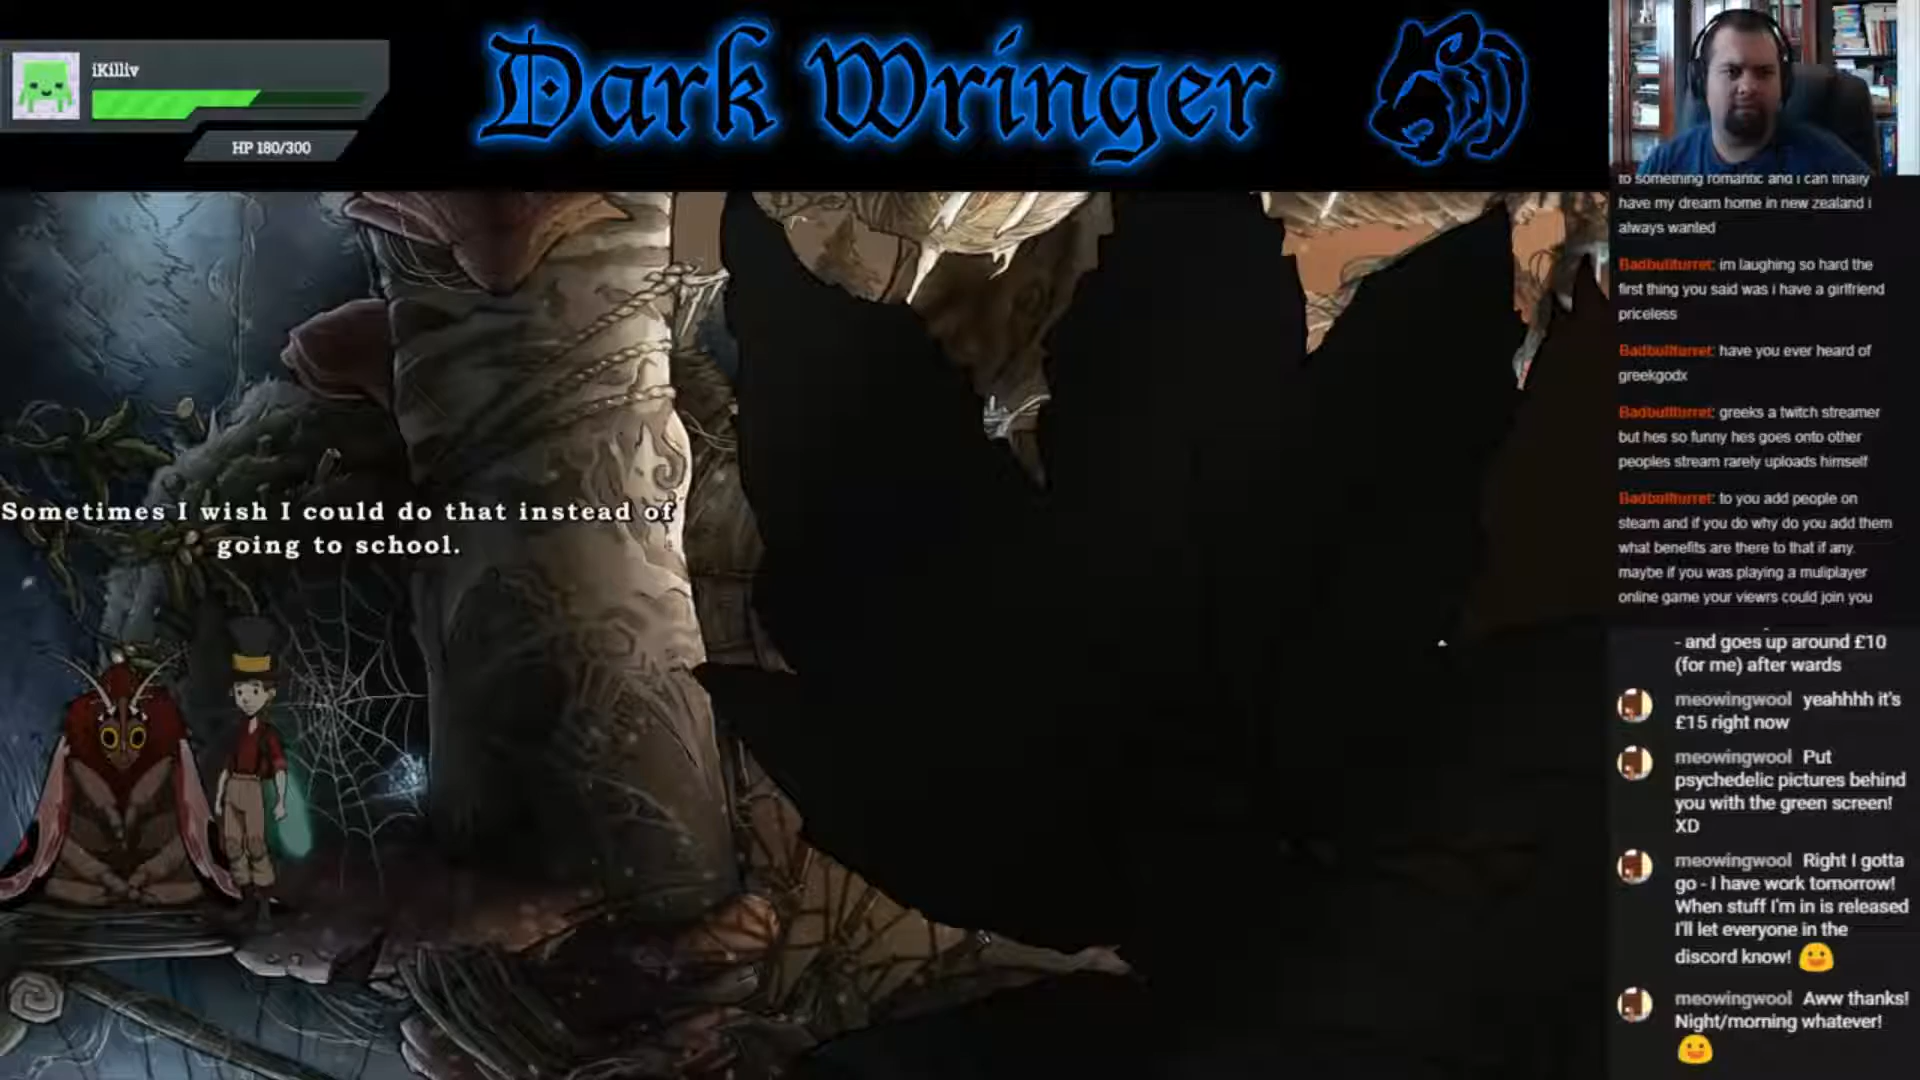 iKilliv
HP 180/300
Dark Wringer
Sometimes I wish I could do that instead of
going to school.
to something romantic and i can finally
have my dream home in new zealand i
always wanted
Badbullturret: im laughing so hard the
first thing you said was i have a girlfriend
priceless
Badbullturret: have you ever heard of
greekgodx
Badbullturret: greeks a twitch streamer
but hes so funny hes goes onto other
peoples stream rarely uploads himself
Badbullturret: to you add people on
steam and if you do why do you add them
what benefits are there to that if any.
maybe if you was playing a muliplayer
online game your viewrs could join you
- and goes up around £10
(for me) after wards
meowingwool yeahhhh it's
£15 right now
meowingwool Put
psychedelic pictures behind
you with the green screen!
XD
meowingwool Right I gotta
go - I have work tomorrow!
When stuff I'm in is released
I'll let everyone in the
discord know!
meowingwool Aww thanks!
Night/morning whatever!